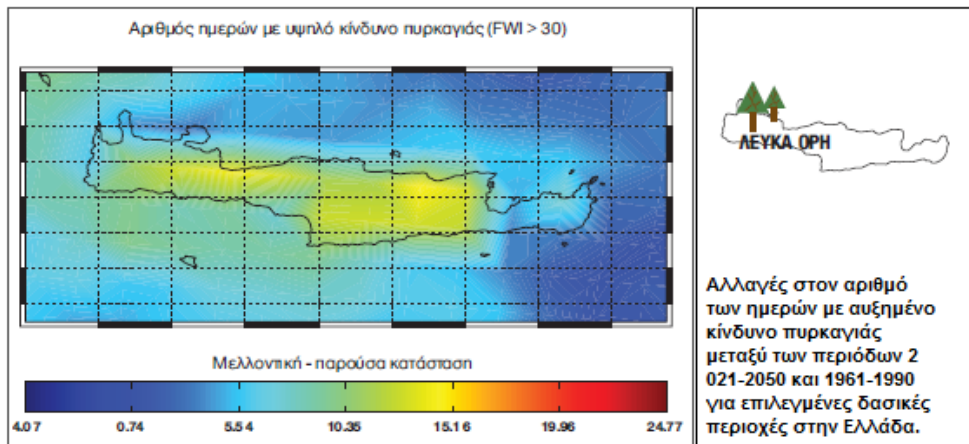 Αριθμός ημερών με υψηλό κίνδυνο πυρκαγιάς (FWI > 30)
Μελλοντική - παρούσα κατάσταση
4.07 0.74 5.54 10.35 15.16 19.96 24.77
ΛΕΥΚΑ ΟΡΗ
Αλλαγές στον αριθμό
των ημερών με αυξημένο
κίνδυνο πυρκαγιάς
μεταξύ των περιόδων 2
021-2050 και 1961-1990
για επιλεγμένες δασικές
περιοχές στην Ελλάδα.